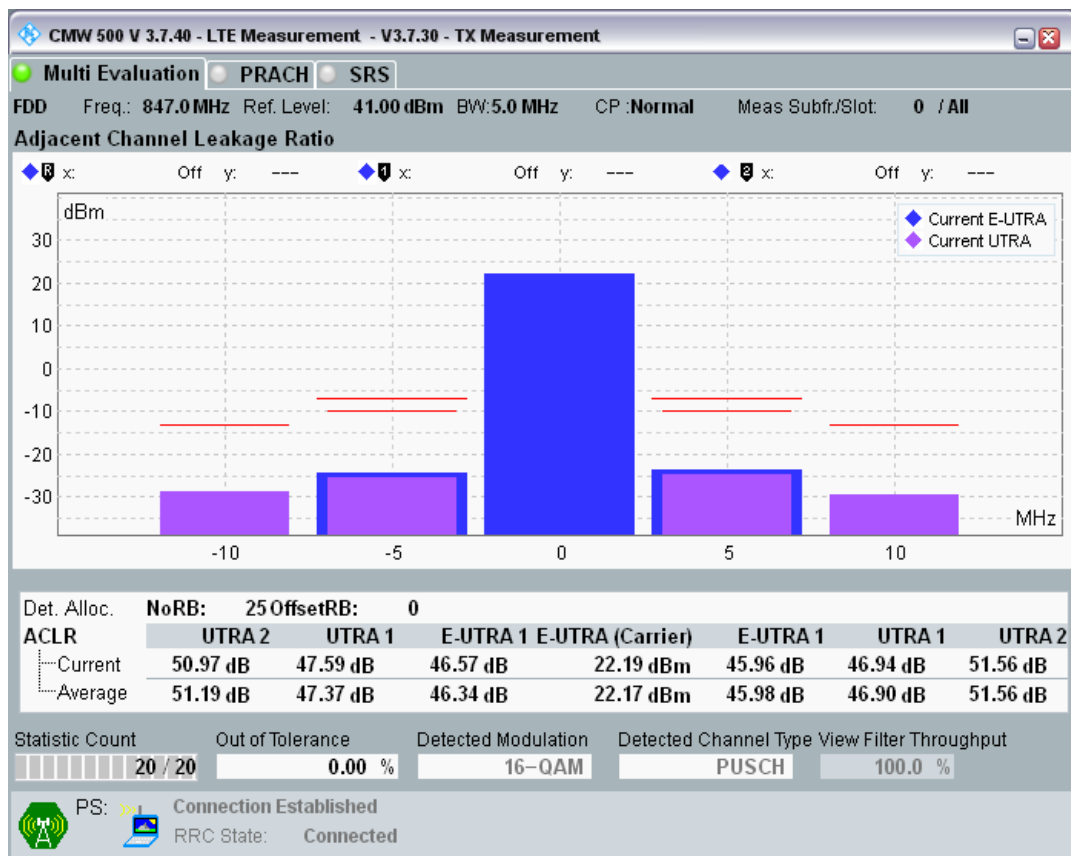 CMW 500 V 3.7.40 - LTE Measurement - V3.7.30 - TX Measurement
Multi Evaluation PRACH SRS
FDD Freq.: 847.0 MHz Ref. Level: 41.00 dBm BW:5.0 MHz CP :Normal Meas Subfr./Slot: 0 / All
Adjacent Channel Leakage Ratio
R x: Off y: --- 1 x: Off y: --- 2 x: Off y: ---
dBm
Current E-UTRA
Current UTRA
30
20
10
0
-10
-20
-30
MHz
-10 -5 0 5 10
Det. Alloc. NoRB: 25 OffsetRB: 0
ACLR UTRA 2 UTRA 1 E-UTRA 1 E-UTRA (Carrier) E-UTRA 1 UTRA 1 UTRA 2
Current 50.97 dB 47.59 dB 46.57 dB 22.19 dBm 45.96 dB 46.94 dB 51.56 dB
Average 51.19 dB 47.37 dB 46.34 dB 22.17 dBm 45.98 dB 46.90 dB 51.56 dB
Statistic Count Out of Tolerance Detected Modulation Detected Channel Type View Filter Throughput
20 / 20 0.00 % 16-QAM PUSCH 100.0 %
PS: Connection Established
RRC State: Connected